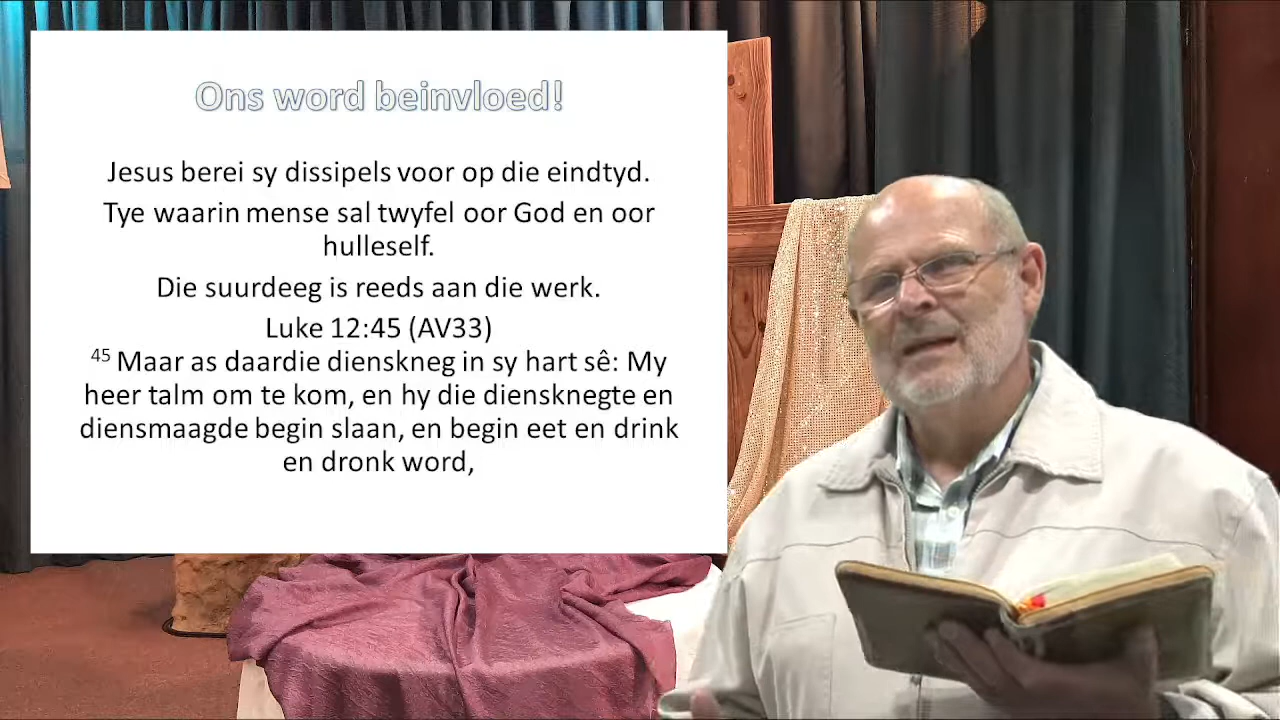 Ons word beinvloed!
Jesus berei sy dissipels voor op die eindtyd.
Tye waarin mense sal twyfel oor God en oor
hulleself.
Die suurdeeg is reeds aan die werk.
Luke 12:45 (AV33)
45 Maar as daardie dienskneg in sy hart sê: My
heer talm om te kom, en hy die diensknegte en
diensmaagde begin slaan, en begin eet en drink
en dronk word,